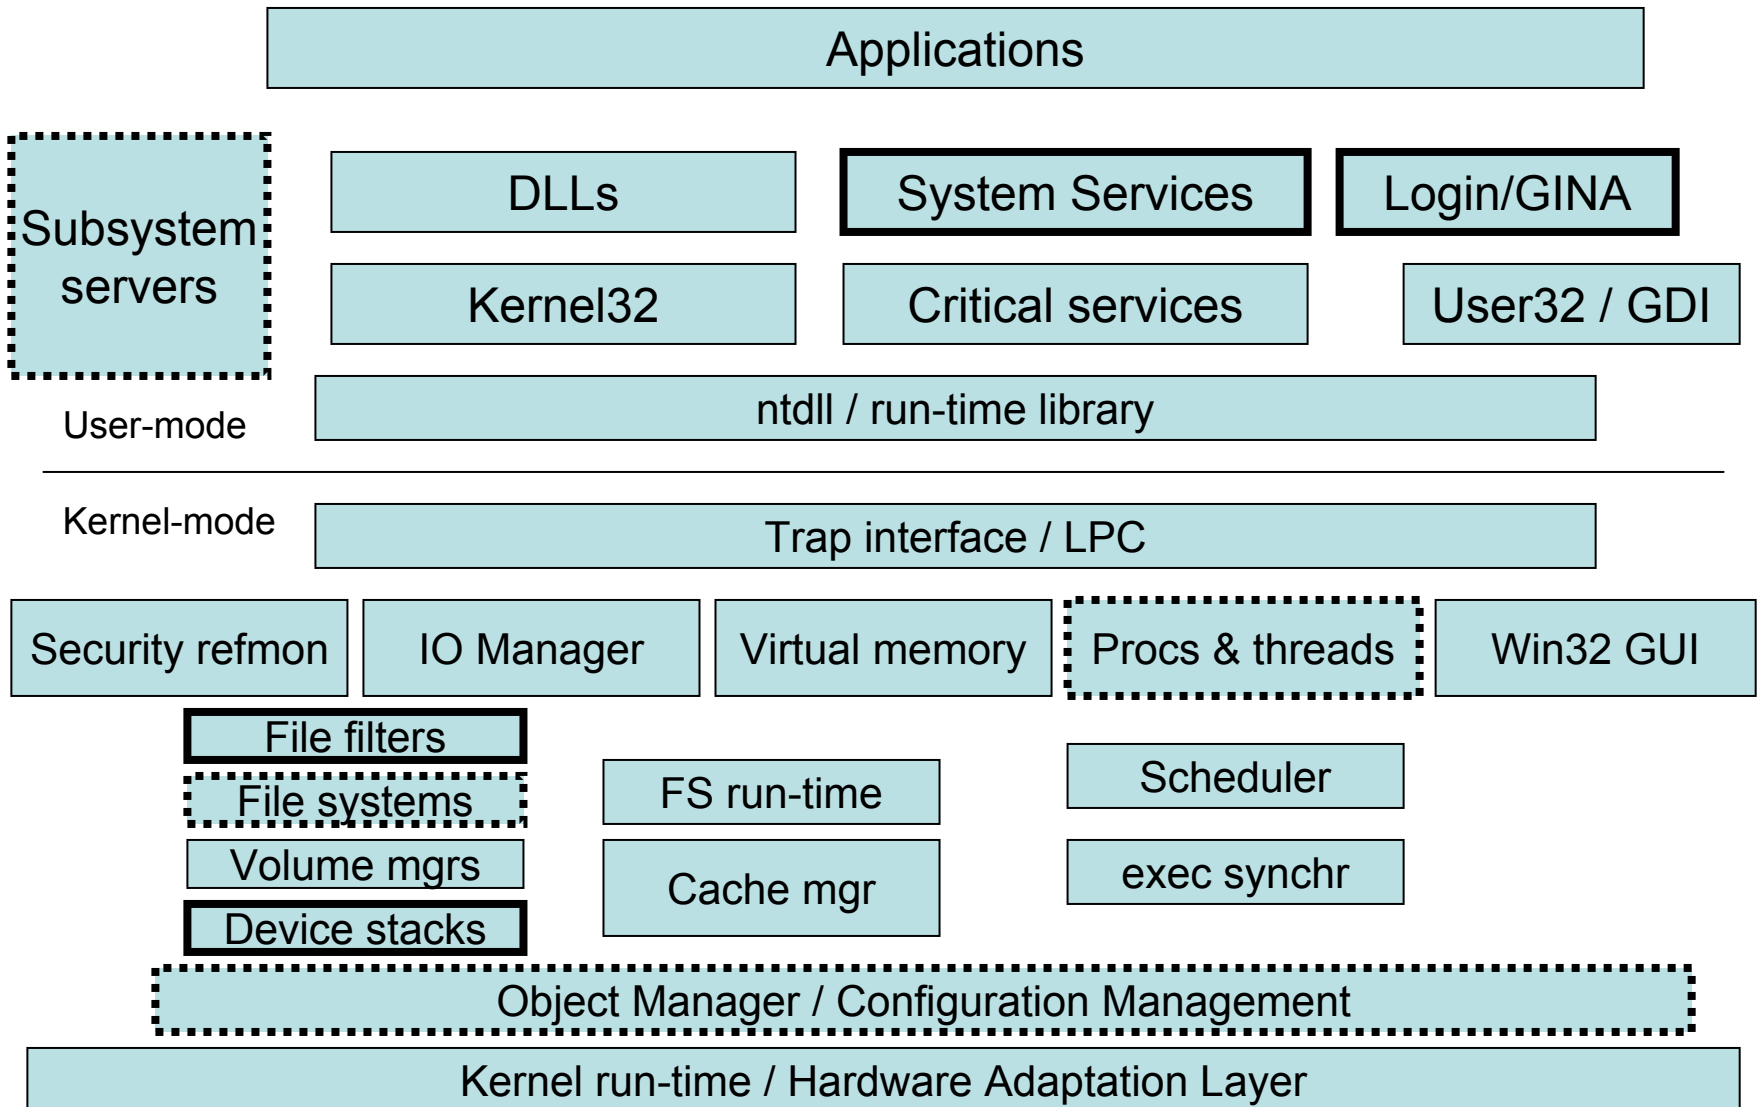 Applications
Subsystem
servers
DLLs
System Services
Login/GINA
Kernel32
Critical services
User32 / GDI
ntdll / run-time library
User-mode
Kernel-mode
Trap interface / LPC
Security refmon
IO Manager
Virtual memory
Procs & threads
Win32 GUI
File filters
File systems
Volume mgrs
Device stacks
FS run-time
Cache mgr
Scheduler
exec synchr
Object Manager / Configuration Management
Kernel run-time / Hardware Adaptation Layer